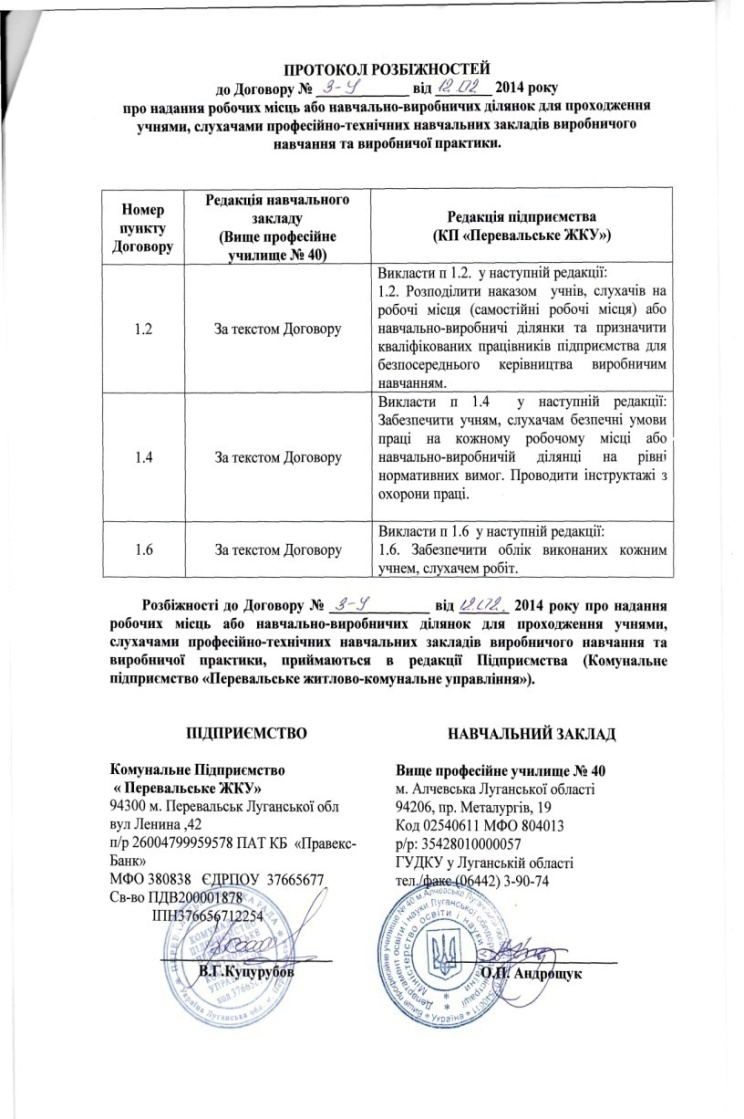 ПРОТОКОЛ РОЗБІЖНОСТЕЙ
до Договору № 3-У від 12.02 2014 року
про надання робочих місць або навчально-виробничих ділянок для проходження
учнями, слухачами професійно-технічних навчальних закладів виробничого
навчання та виробничої практики.
Номер
пункту
Договору
Редакція навчального
закладу
(Вище професійне
училище № 40)
Редакція підприємства
(КП «Перевальське ЖКУ»)
1.2
За текстом Договору
Викласти п 1.2. у наступній редакції:
1.2. Розподілити наказом учнів, слухачів на
робочі місця (самостійні робочі місця) або
навчально-виробничі ділянки та призначити
кваліфікованих працівників підприємства для
безпосереднього керівництва виробничим
навчанням.
1.4
За текстом Договору
Викласти п 1.4 у наступній редакції:
Забезпечити учням, слухачам безпечні умови
праці на кожному робочому місці або
навчально-виробничій ділянці на рівні
нормативних вимог. Проводити інструктажі з
охорони праці.
1.6
За текстом Договору
Викласти п 1.6 у наступній редакції:
1.6. Забезпечити облік виконаних кожним
учнем, слухачем робіт.
Розбіжності до Договору № 3-У від 12.02. 2014 року про надання
робочих місць або навчально-виробничих ділянок для проходження учнями,
слухачами професійно-технічних навчальних закладів виробничого навчання та
виробничої практики, приймаються в редакції Підприємства (Комунальне
підприємство «Перевальське житлово-комунальне управління»).
ПІДПРИЄМСТВО
Комунальне Підприємство
« Перевальське ЖКУ»
94300 м. Перевальськ Луганської обл
вул Ленина ,42
п/р 26004799959578 ПАТ КБ «Правекс-
Банк»
МФО 380838 ЄДРПОУ 37665677
Св-во ПДВ200001878
ІПН376656712254
В.Г.Куцурубов
НАВЧАЛЬНИЙ ЗАКЛАД
Вище професійне училище № 40
м. Алчевська Луганської області
94206, пр. Металургів, 19
Код 02540611 МФО 804013
р/р: 35428010000057
ГУДКУ у Луганській області
тел./факс (06442) 3-90-74
О.П. Андрощук